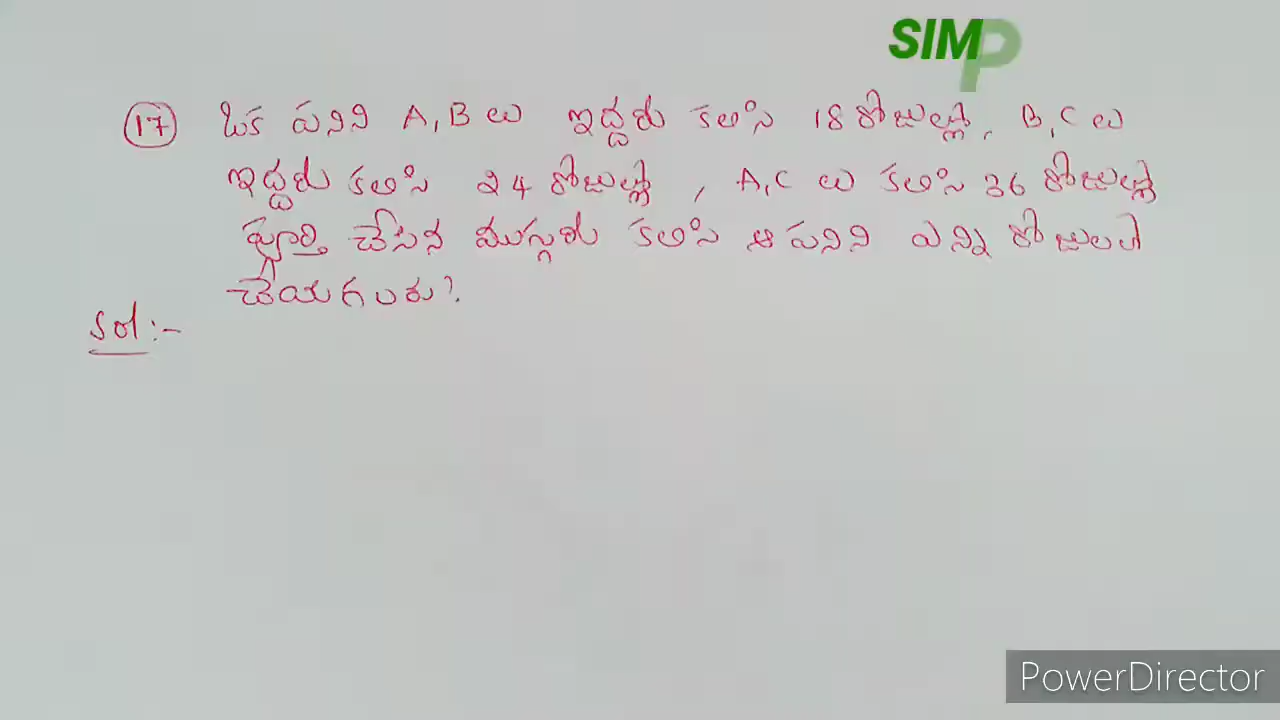 SIMP
17 ఒక పనిని A,B లు ఇద్దరు కలిసి 18 రోజుల్లో, B,C లు
ఇద్దరు కలిసి 24 రోజుల్లో, A,C లు కలిసి 36 రోజుల్లో
పూర్తి చేసిన ముగ్గురు కలిసి ఆ పనిని ఎన్ని రోజులలో
చేయగలరు?
Sol:-
PowerDirector